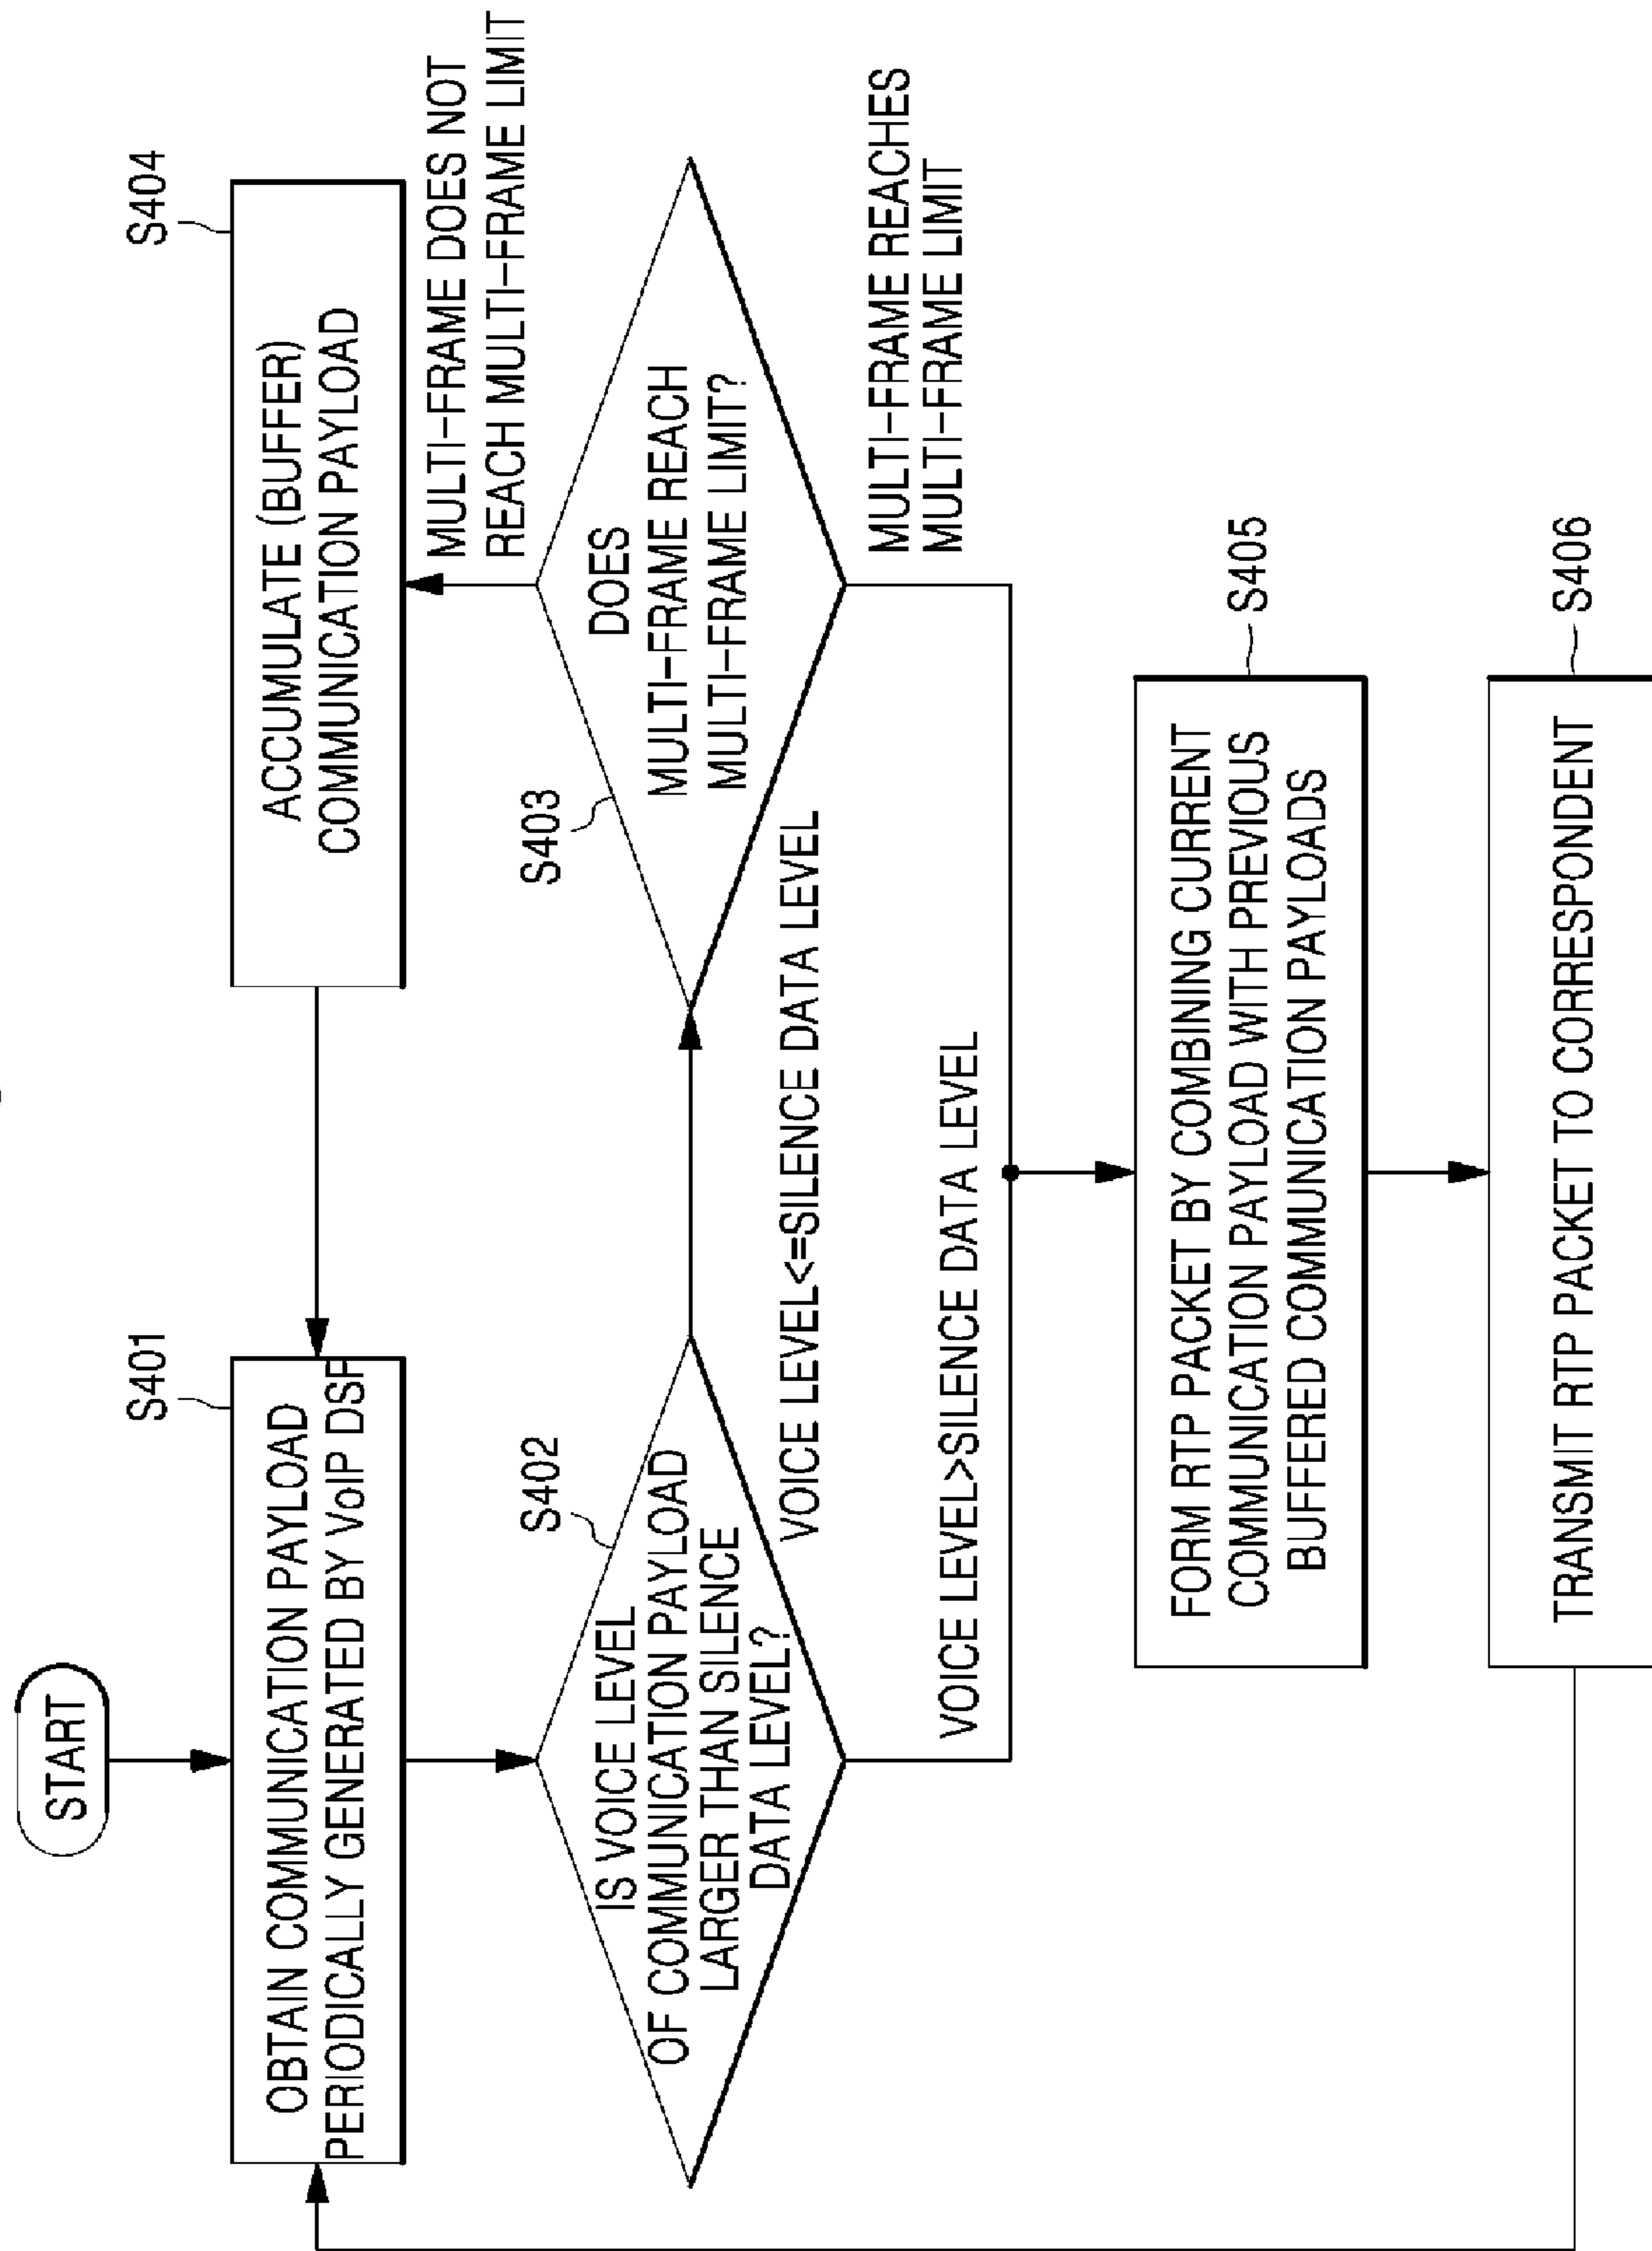 START
S401
OBTAIN COMMUNICATION PAYLOAD
PERIODICALLY GENERATED BY VoIP DSP
S404
ACCUMULATE (BUFFER)
COMMUNICATION PAYLOAD
MULTI-FRAME DOES NOT
REACH MULTI-FRAME LIMIT
S402
IS VOICE LEVEL
OF COMMUNICATION PAYLOAD
LARGER THAN SILENCE
DATA LEVEL?
S403
DOES
MULTI-FRAME REACH
MULTI-FRAME LIMIT?
VOICE LEVEL<=SILENCE DATA LEVEL
MULTI-FRAME REACHES
MULTI-FRAME LIMIT
VOICE LEVEL>SILENCE DATA LEVEL
S405
FORM RTP PACKET BY COMBINING CURRENT
COMMUNICATION PAYLOAD WITH PREVIOUS
BUFFERED COMMUNICATION PAYLOADS
S406
TRANSMIT RTP PACKET TO CORRESPONDENT